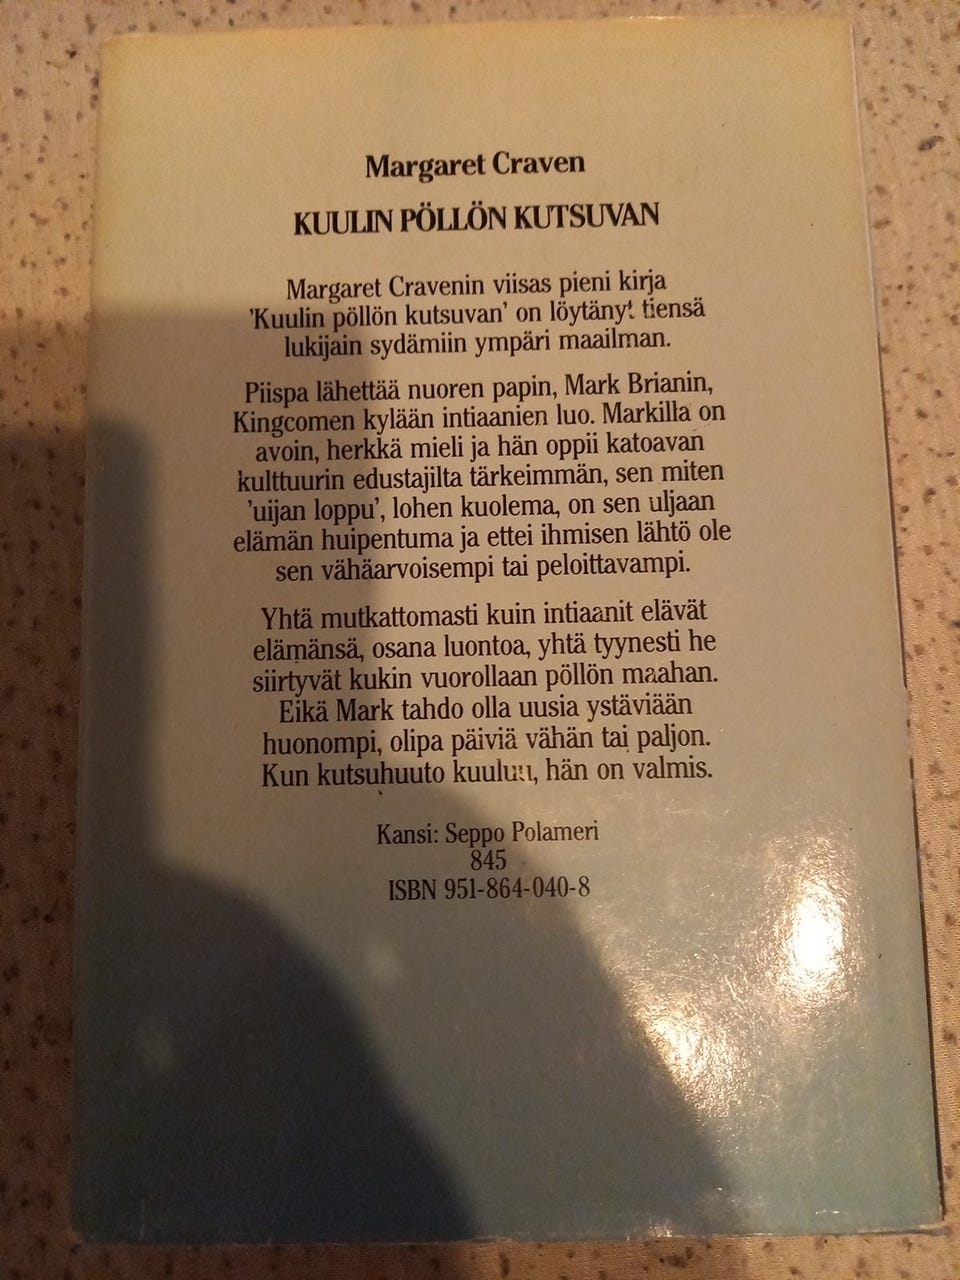 Margaret Craven
KUULIN PÖLLÖN KUTSUVAN
Margaret Cravenin viisas pieni kirja
'Kuulin pöllön kutsuvan' on löytänyt tiensä
lukijain sydämiin ympäri maailman.
Piispa lähettää nuoren papin, Mark Brianin,
Kingcomen kylään intiaanien luo. Markilla on
avoin, herkkä mieli ja hän oppii katoavan
kulttuurin edustajilta tärkeimmän, sen miten
'uijan loppu', lohen kuolema, on sen uljaan
elämän huipentuma ja ettei ihmisen lähtö ole
sen vähäarvoisempi tai peloittavampi.
Yhtä mutkattomasti kuin intiaanit elävät
elämänsä, osana luontoa, yhtä tyynesti he
siirtyvät kukin vuorollaan pöllön maahan.
Eikä Mark tahdo olla uusia ystäviään
huonompi, olipa päiviä vähän tai paljon.
Kun kutsuhuuto kuuluu, hän on valmis.
Kansi: Seppo Polameri
845
ISBN 951-864-040-8